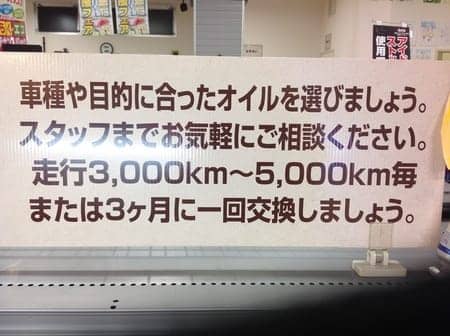 車種や目的に合ったオイルを選びましょう。
スタッフまでお気軽にご相談ください。
走行3,000km～5,000km毎
または3ヶ月に一回交換しましょう。
使用